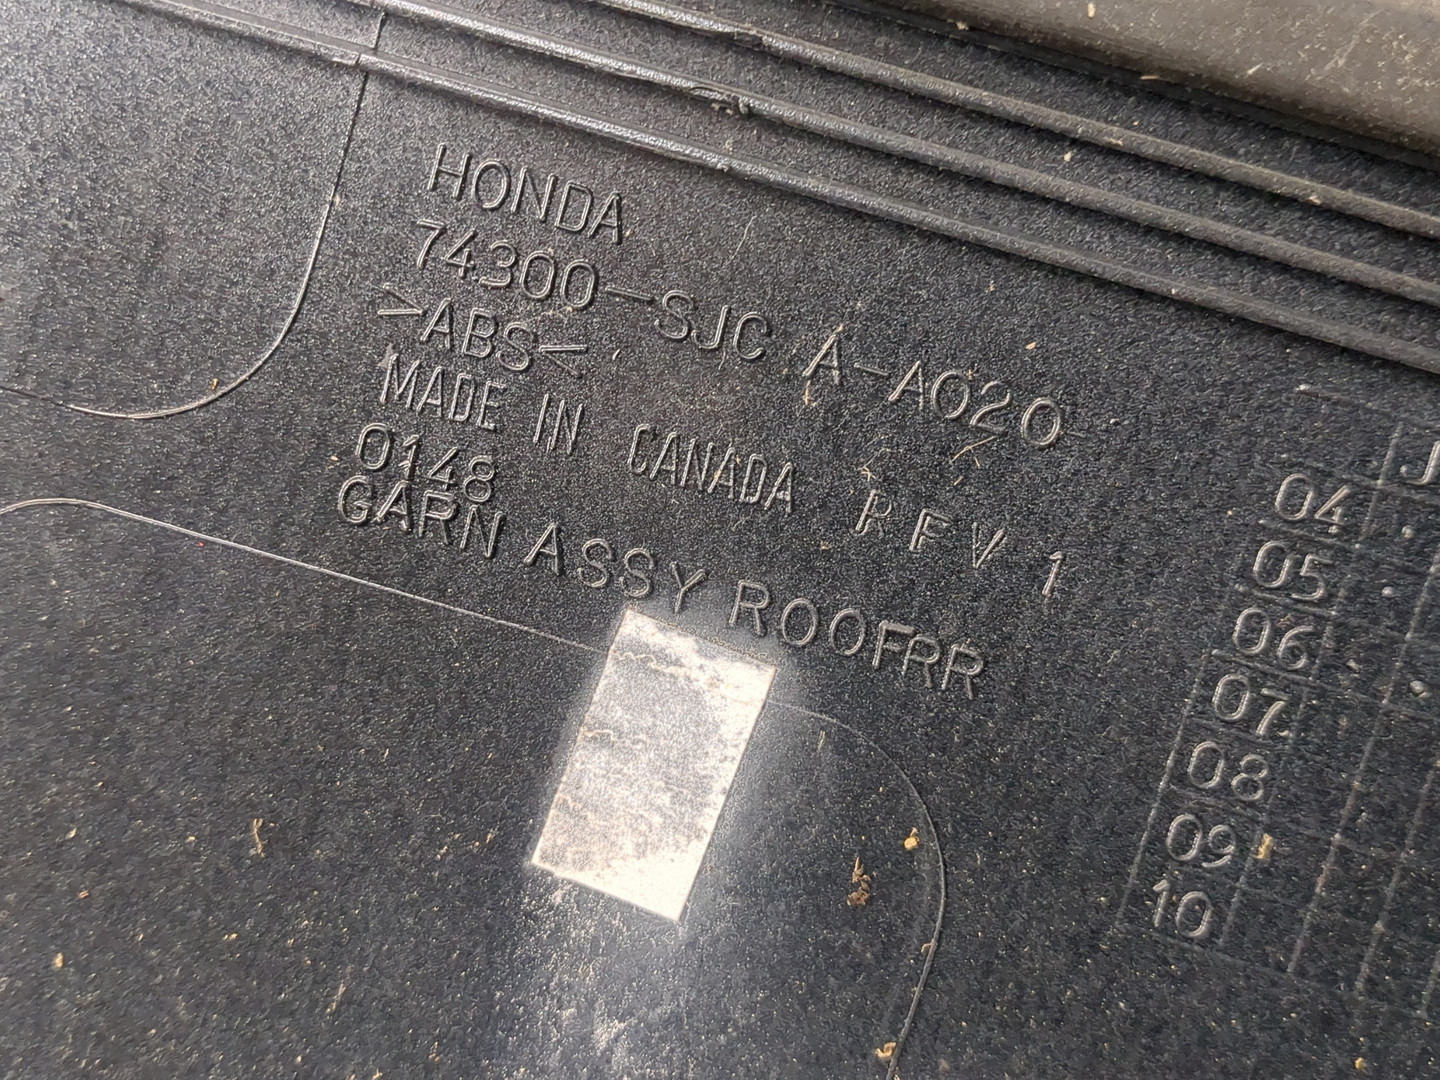 HONDA
74300-SJC A-A020
>ABS<
MADE IN CANADA REV 1
0148
GARN ASSY ROOFRR
J
04
05
06
07
08
09
10